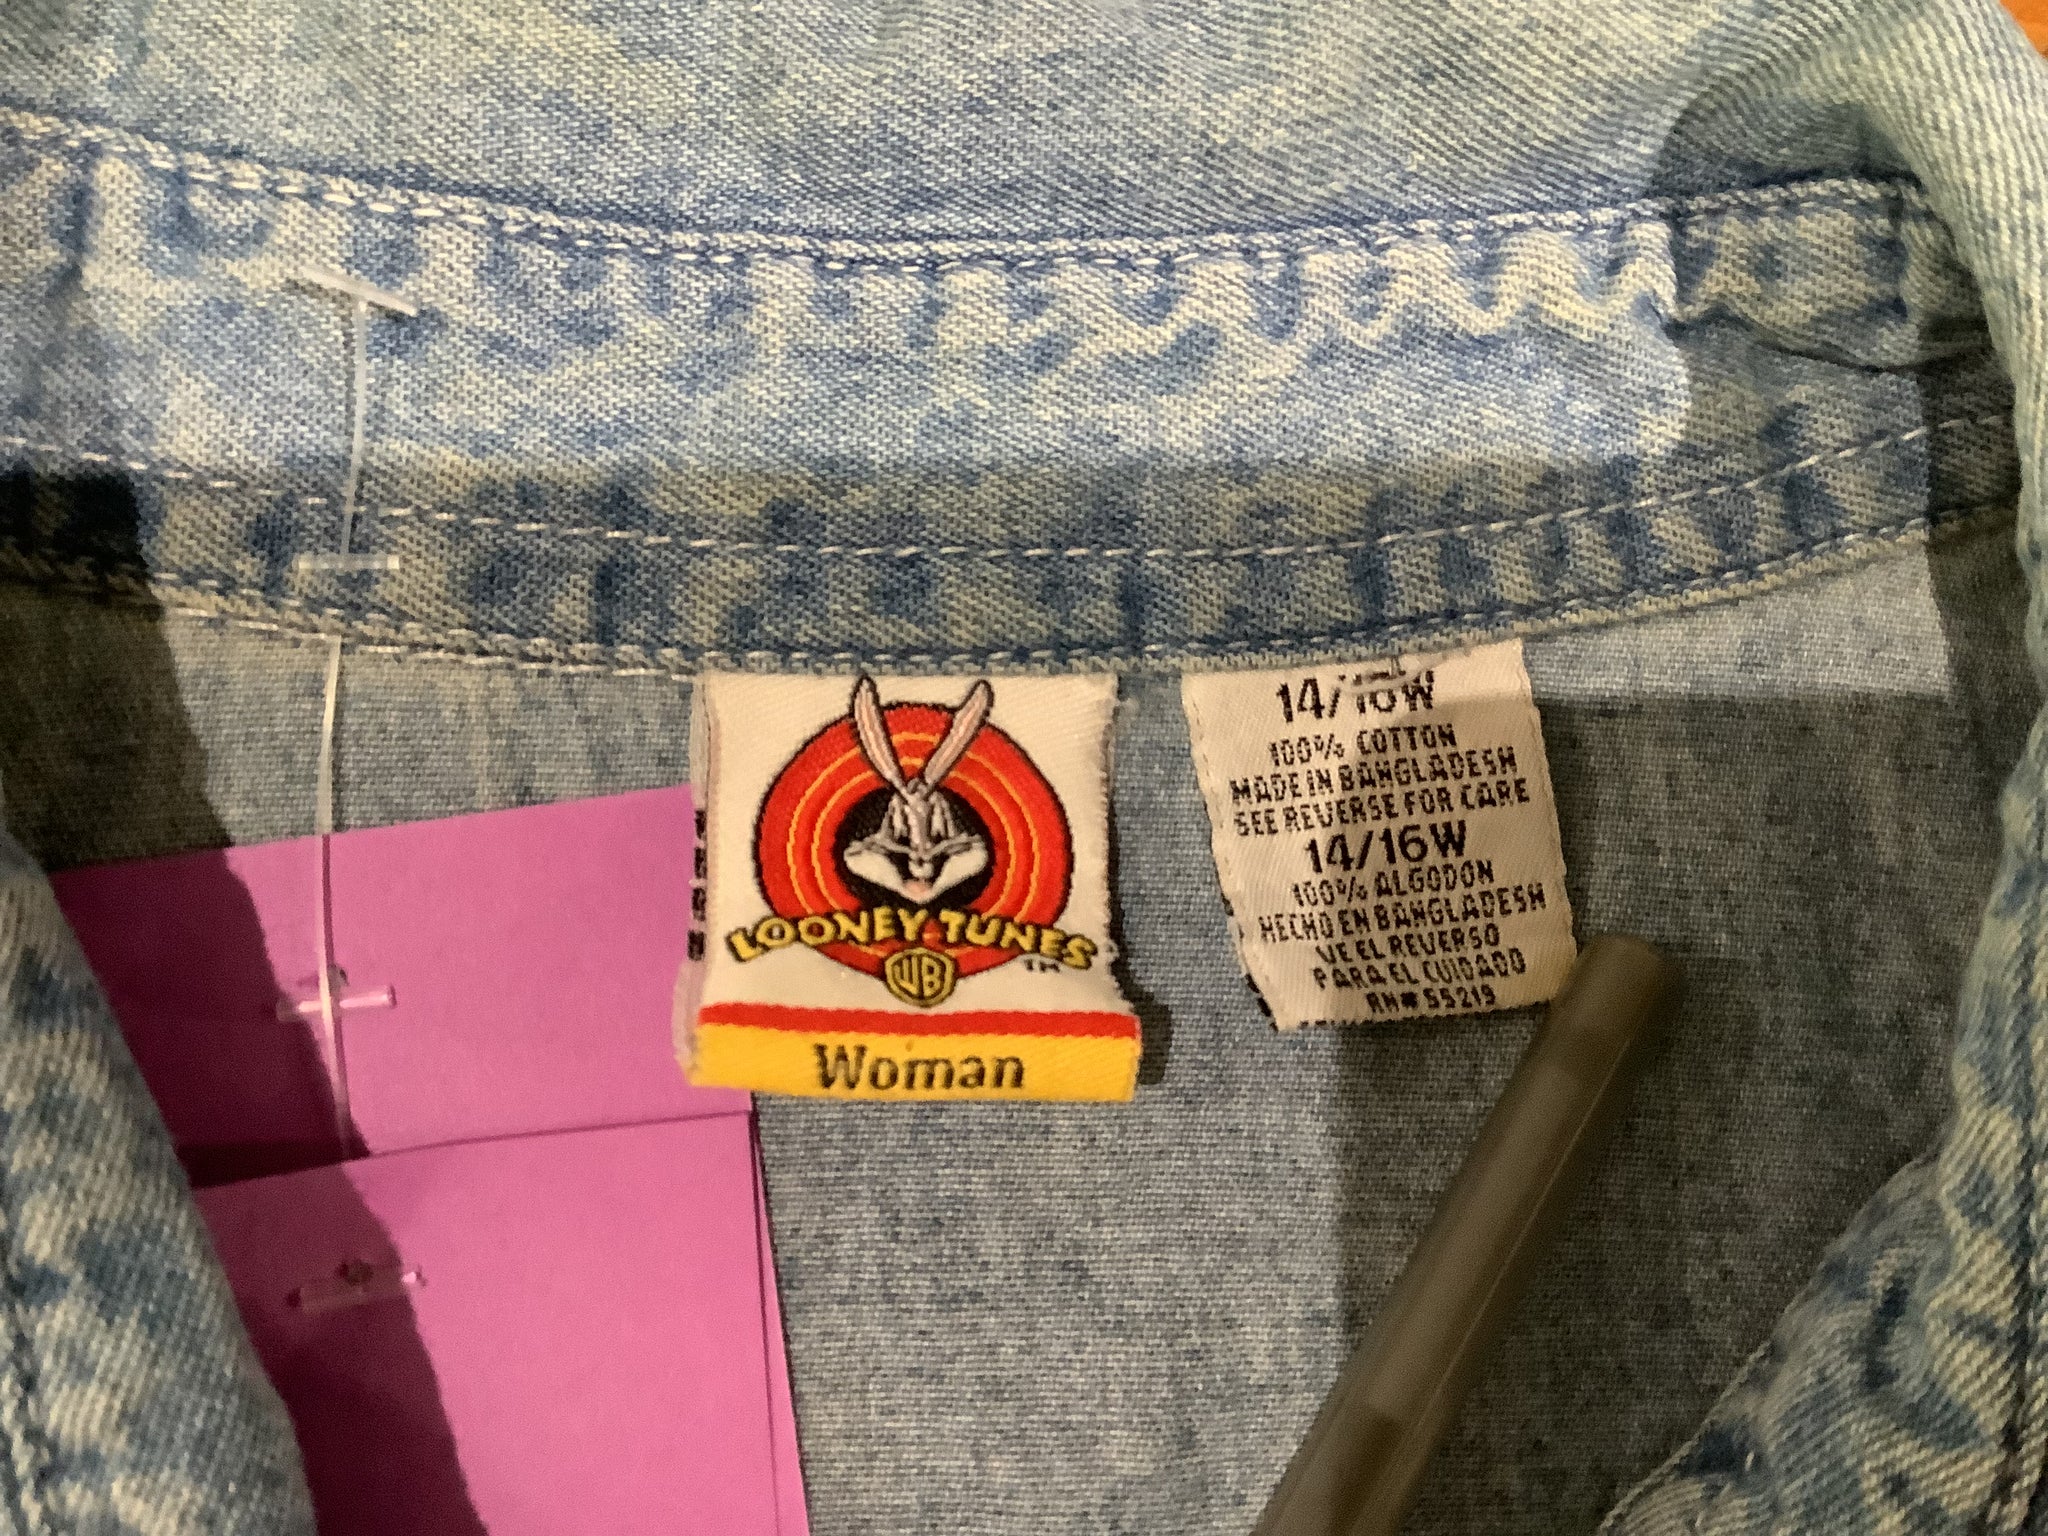 LOONEY TUNES
TM
WB
Woman
14/16W
100% COTTON
MADE IN BANGLADESH
SEE REVERSE FOR CARE
14/16W
100% ALGODON
HECHO EN BANGLADESH
VE EL REVERSO
PARA EL CUIDADO
RN# 55219